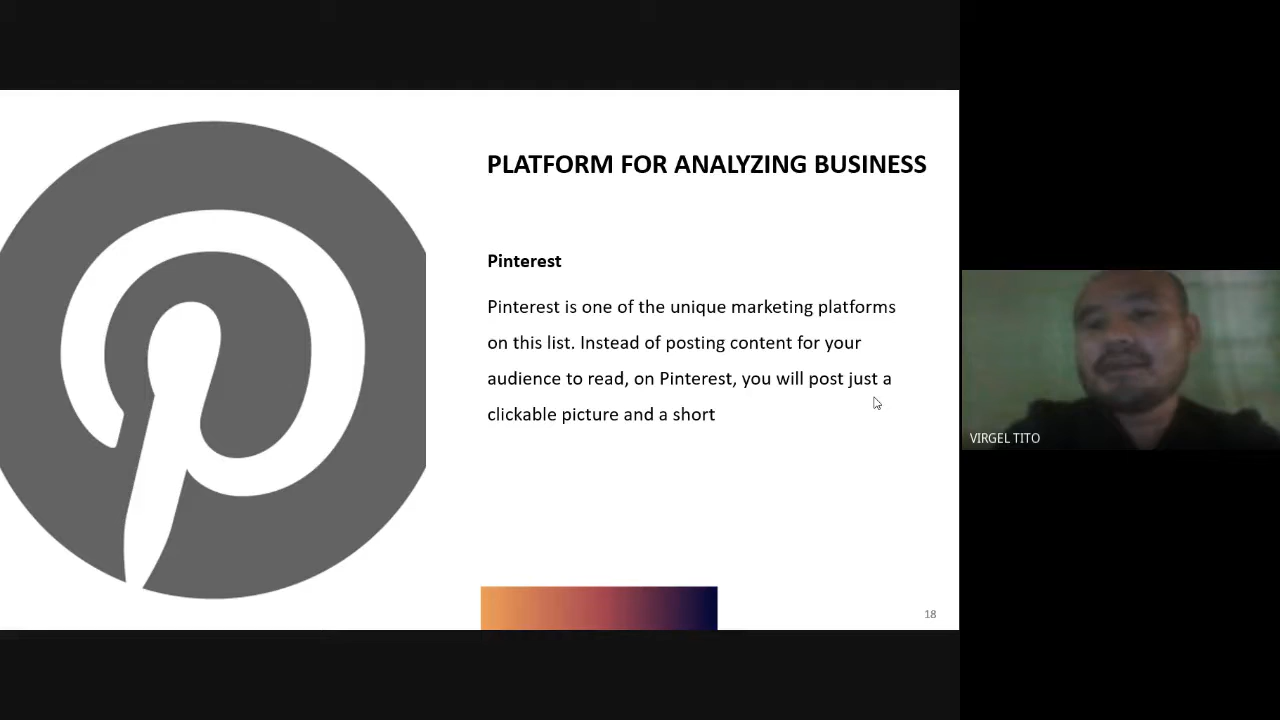 PLATFORM FOR ANALYZING BUSINESS
Pinterest
Pinterest is one of the unique marketing platforms
on this list. Instead of posting content for your
audience to read, on Pinterest, you will post just a
clickable picture and a short
18
VIRGEL TITO